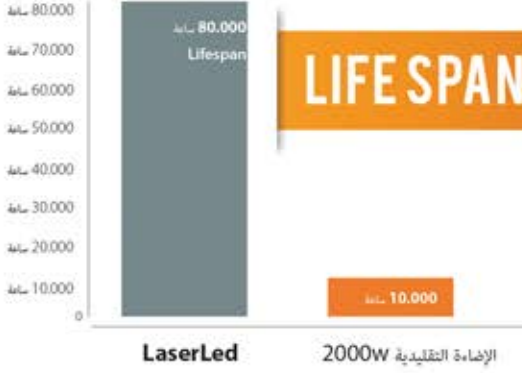 80.000 ساعة
70.000 ساعة
60.000 ساعة
50.000 ساعة
40.000 ساعة
30.000 ساعة
20.000 ساعة
10.000 ساعة
0
80.000 ساعة
Lifespan
LIFE SPAN
10.000 ساعة
LaserLed
الإضاءة التقليدية 2000W